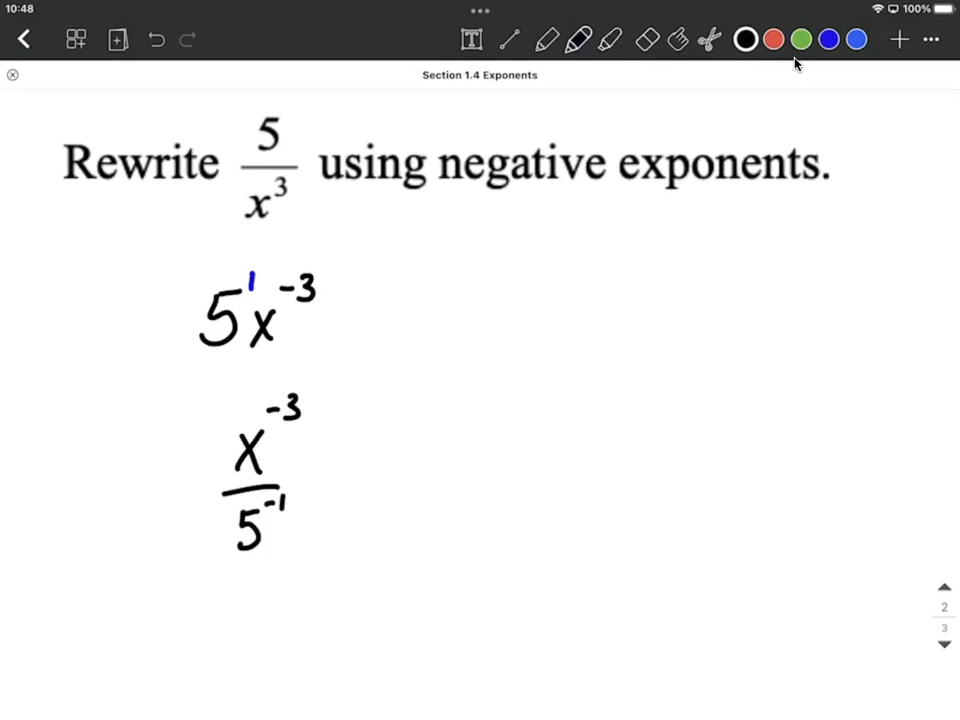 10:48
100%
T
Section 1.4 Exponents
Rewrite 5/x³ using negative exponents.
5¹x⁻³
x⁻³/5⁻¹
2
3